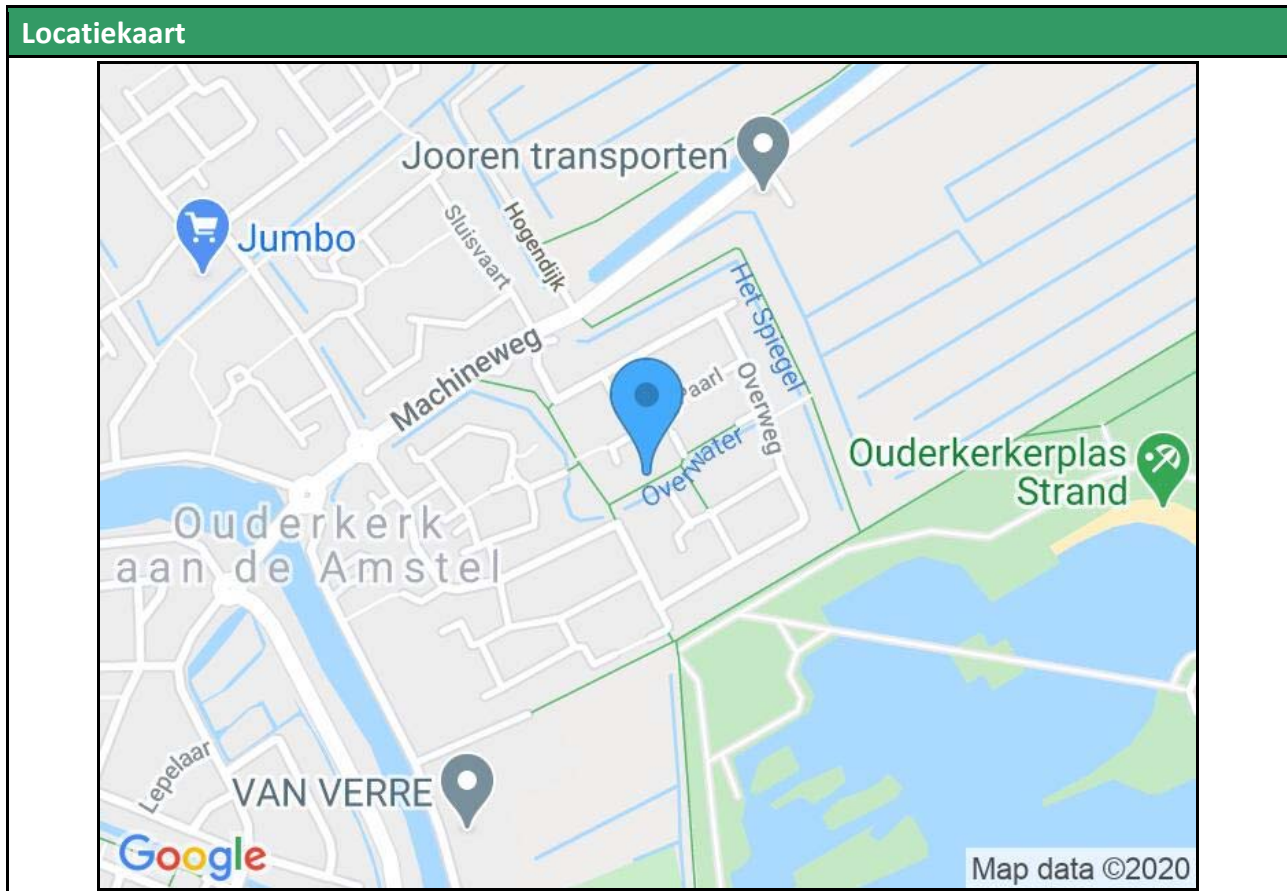 Locatiekaart
Jooren transporten
Jumbo
Sluisvaart
Hogendijk
Het Spiegel
Machineweg
Paarl
Overweg
Overwater
Ouderkerkerplas
Strand
Ouderkerk
aan de Amstel
Lepelaar
VAN VERRE
Google
Map data ©2020